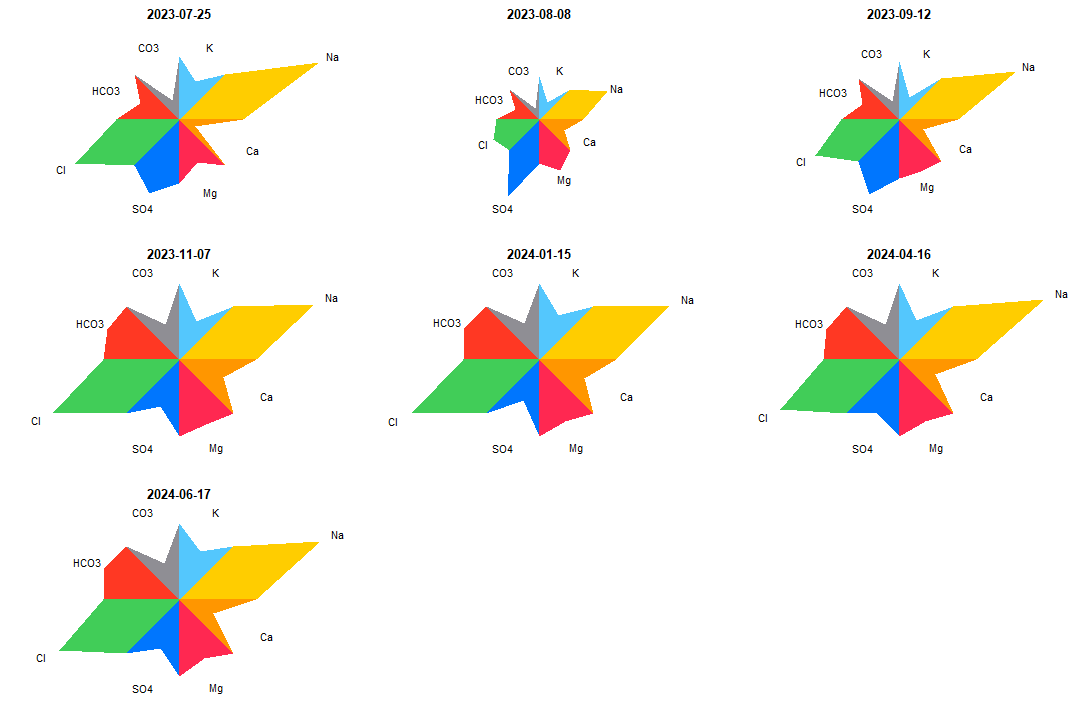 2023-07-25
CO3 K
Na
HCO3
Ca
Cl
Mg
SO4
2023-08-08
CO3 K
Na
HCO3
Ca
Cl
Mg
SO4
2023-09-12
CO3 K
Na
HCO3
Ca
Cl
Mg
SO4
2023-11-07
CO3 K
Na
HCO3
Ca
Cl
SO4 Mg
2024-01-15
CO3 K
Na
HCO3
Ca
Cl
SO4 Mg
2024-04-16
CO3 K
Na
HCO3
Ca
Cl
SO4 Mg
2024-06-17
CO3 K
Na
HCO3
Ca
Cl
SO4 Mg